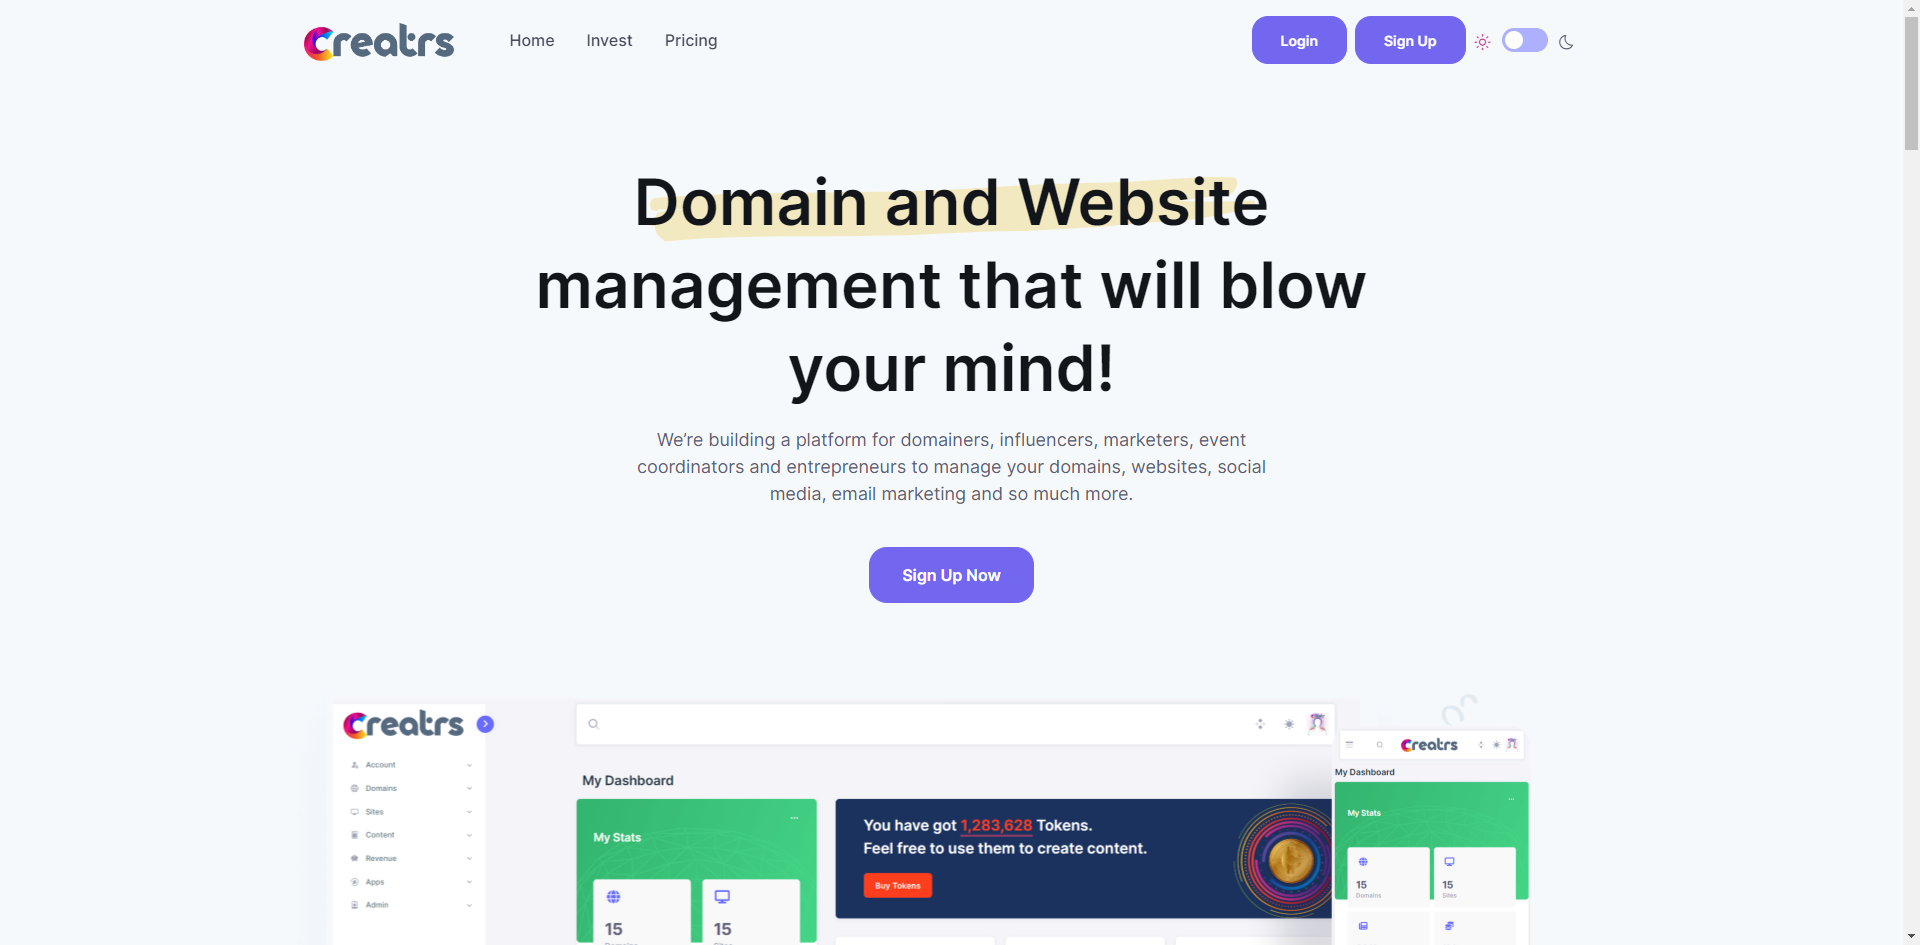 Creatrs
Home
Invest
Pricing
Login
Sign Up
Domain and Website
management that will blow
your mind!
We're building a platform for domainers, influencers, marketers, event
coordinators and entrepreneurs to manage your domains, websites, social
media, email marketing and so much more.
Sign Up Now
Creatrs
Account
Domains
Sites
Content
Revenue
Apps
Admin
My Dashboard
My Stats
15
Domains
15
Sites
You have got 1,283,628 Tokens.
Feel free to use them to create content.
Buy Tokens
Creatrs
My Dashboard
My Stats
15
Domains
15
Sites